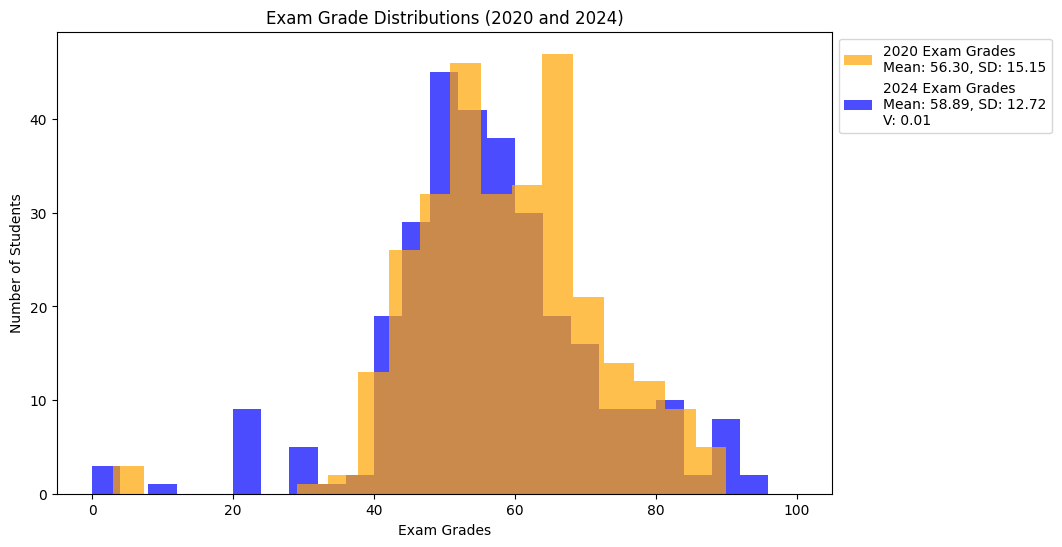 Exam Grade Distributions (2020 and 2024)
2020 Exam Grades
Mean: 56.30, SD: 15.15
2024 Exam Grades
Mean: 58.89, SD: 12.72
V: 0.01
Number of Students
40
30
20
10
0
0
20
40
60
80
100
Exam Grades